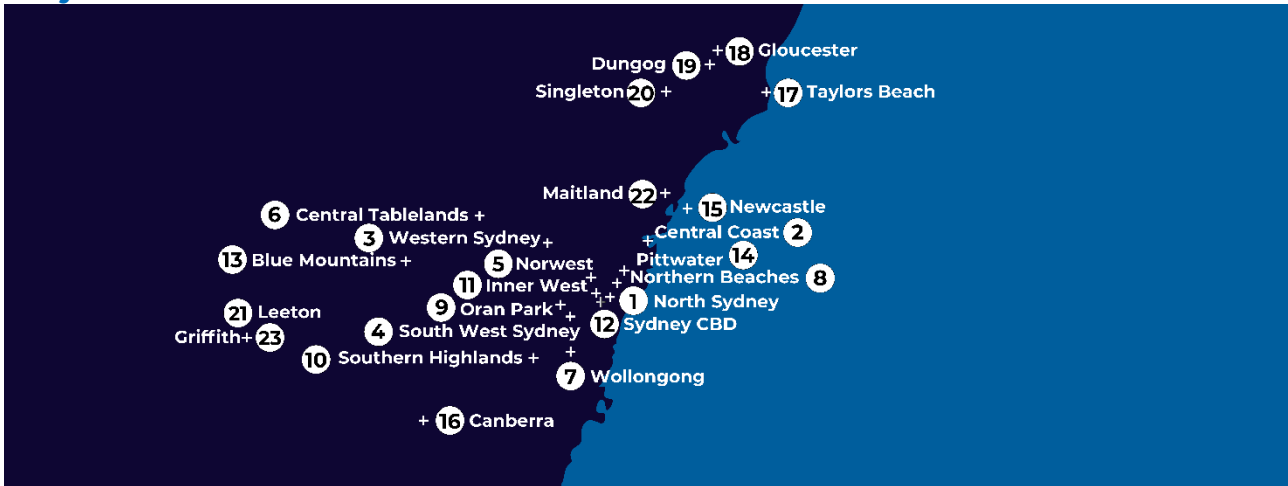 18 Gloucester
Dungog 19
Singleton 20
17 Taylors Beach
Maitland 22
15 Newcastle
6 Central Tablelands
Central Coast 2
3 Western Sydney
13 Blue Mountains
Pittwater 14
5 Norwest
Northern Beaches 8
11 Inner West
1 North Sydney
9 Oran Park
21 Leeton
12 Sydney CBD
4 South West Sydney
Griffith 23
10 Southern Highlands
7 Wollongong
16 Canberra